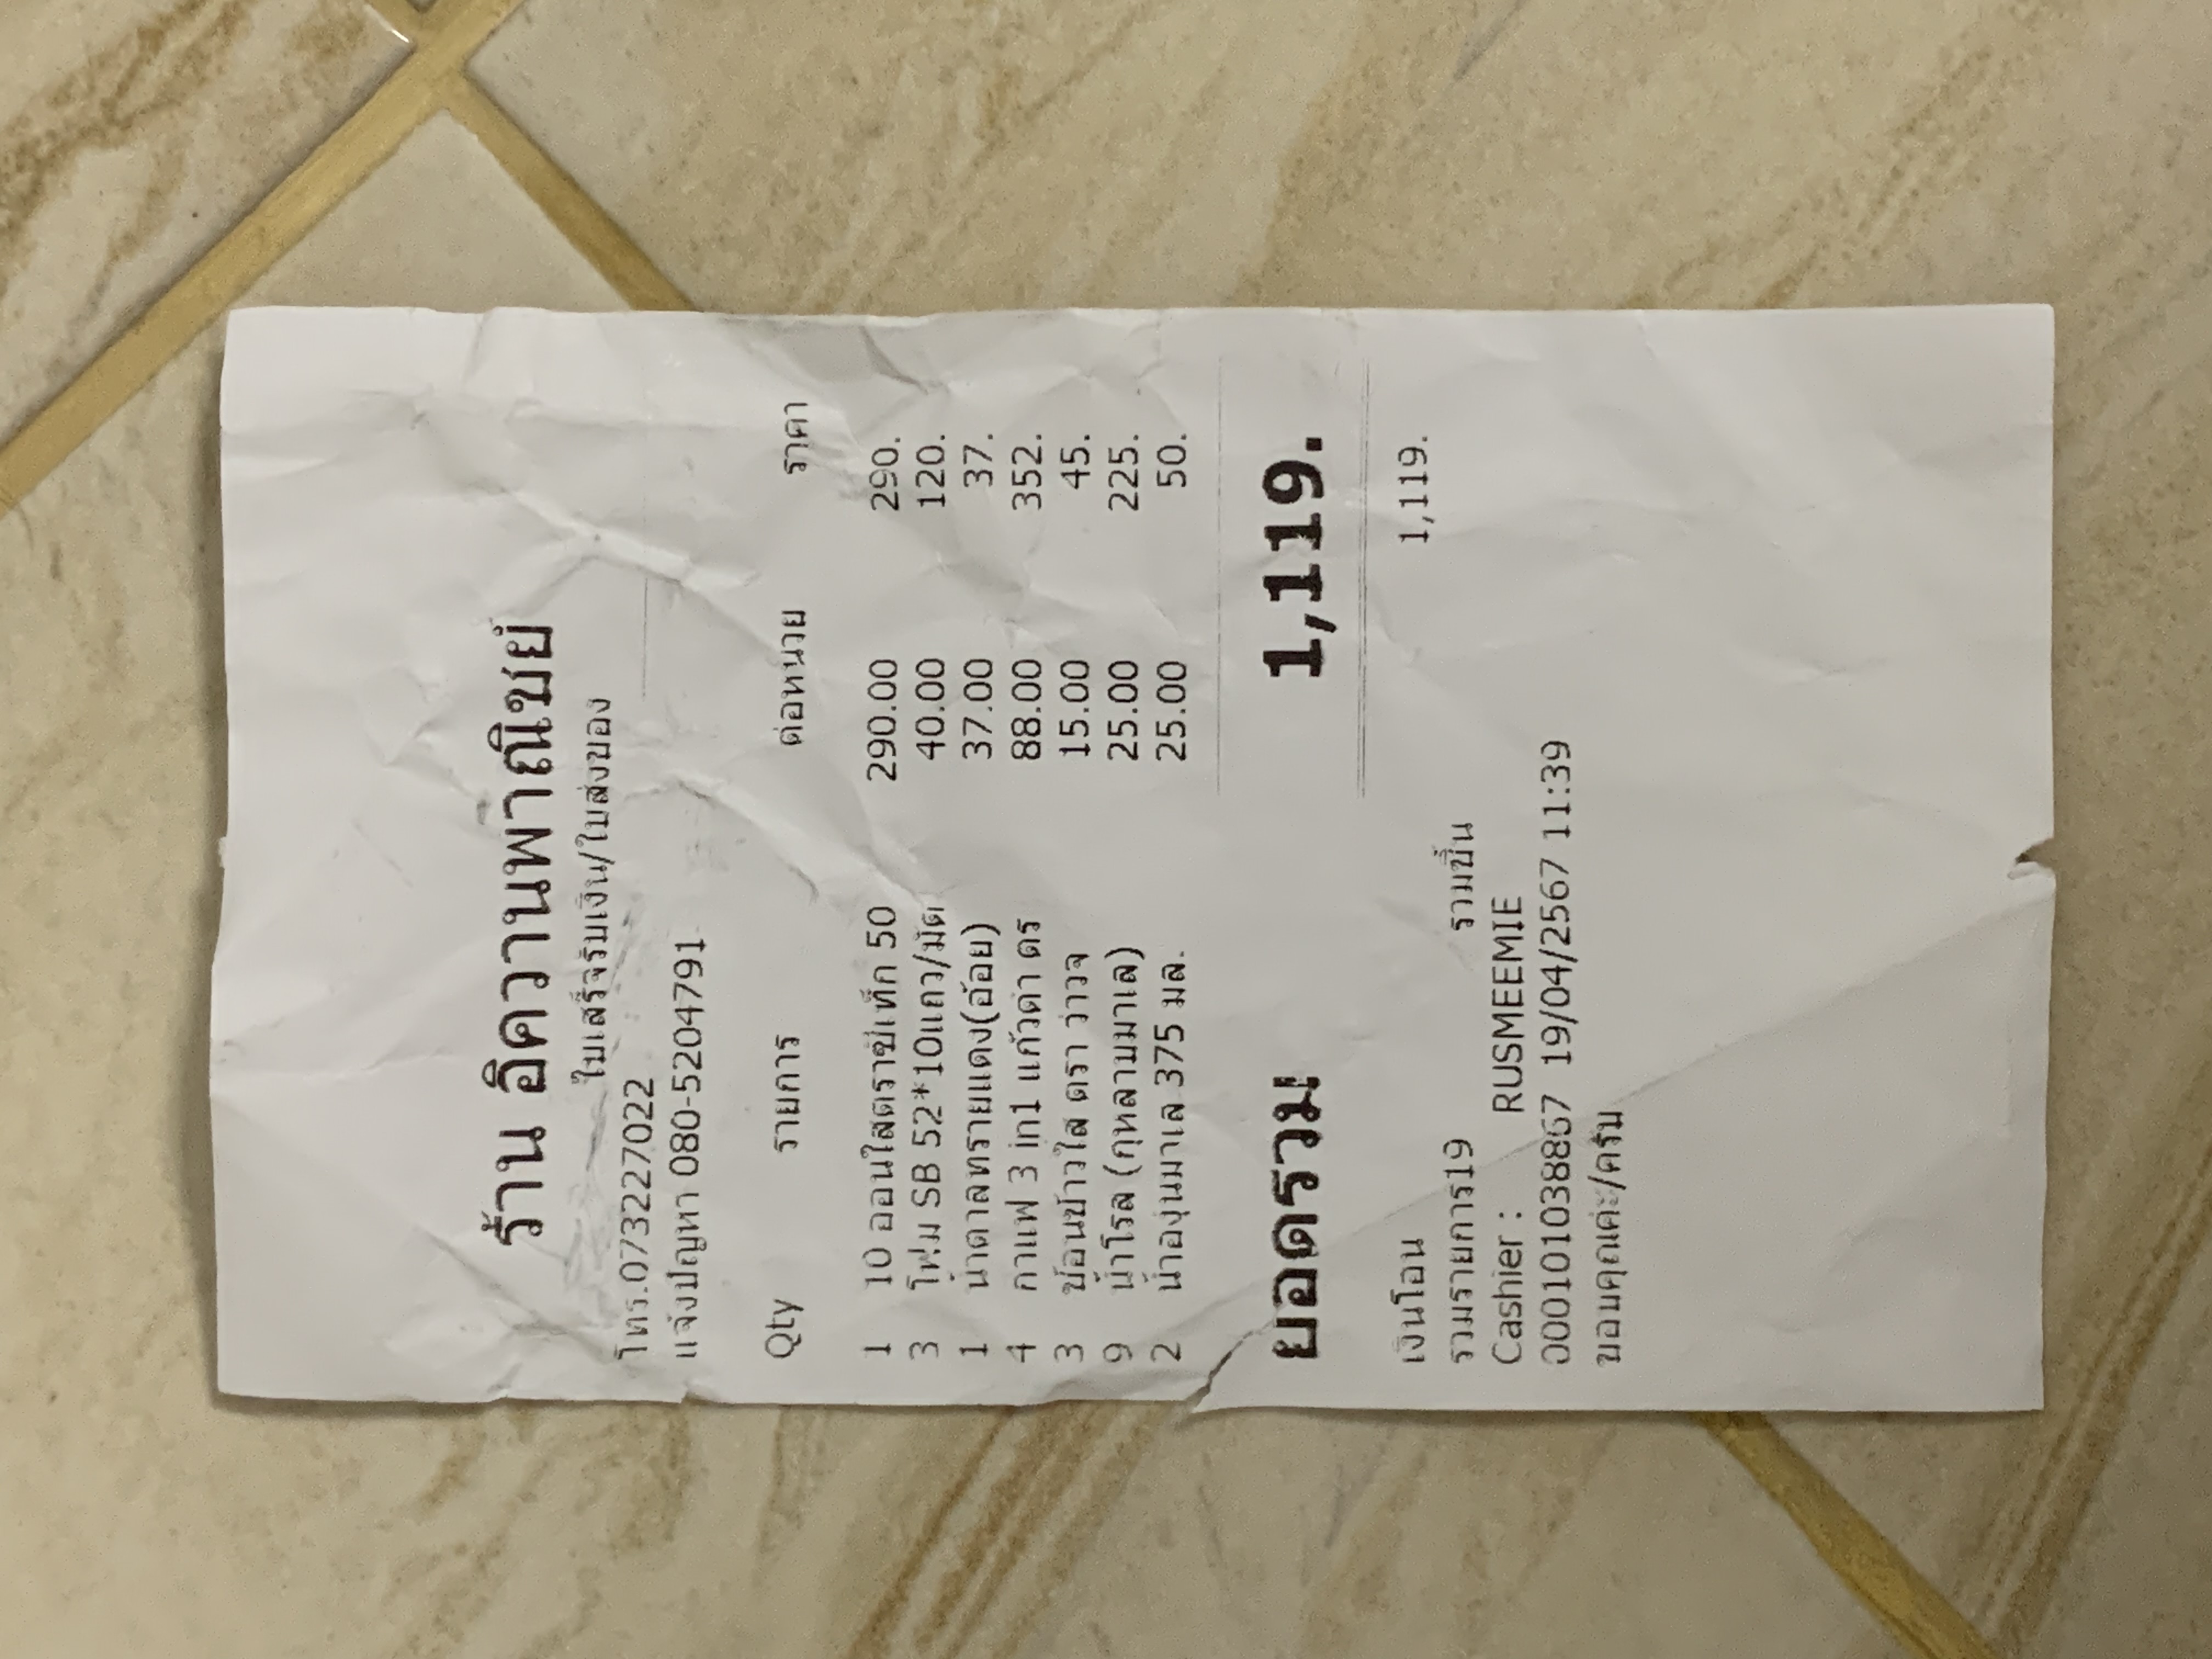 ร้าน อิควานพาณิชย์
ใบเสร็จรับเงิน/ใบส่งของ
โทร.073227022
แจ้งปัญหา 080-5204791
Qty รายการ ต่อหน่วย ราคา
1 10 ออนใสตราซีเท็ก 50 290.00 290.
3 โฟม SB 52*10แถว/มัด 40.00 120.
1 น้ำตาลทรายแดง(อ้อย) 37.00 37.
4 กาแฟ 3 in1 แก้วดำ ตร 88.00 352.
3 ช้อนข้าวใส ตรา ว่าวจ 15.00 45.
9 น้ำโรส (กุหลาบมาเล) 25.00 225.
2 น้ำองุ่นมาเล 375 มล. 25.00 50.
ยอดรวม 1,119.
เงินโอน 1,119.
รวมรายการ19 รวมชิ้น
Cashier : RUSMEEMIE
000101038867 19/04/2567 11:39
ขอบคุณค่ะ/ครับ